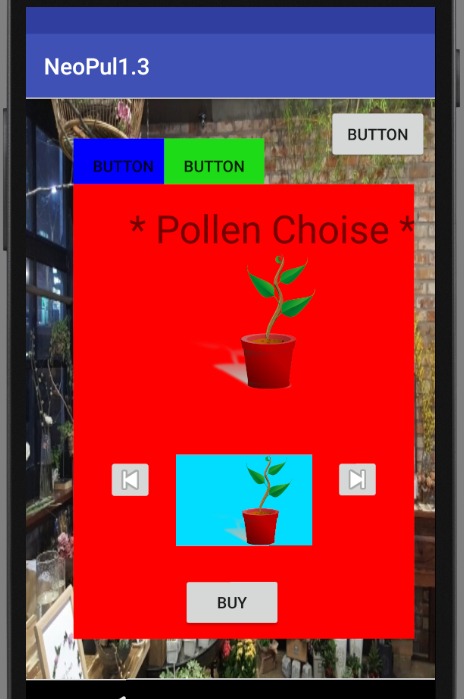 NeoPul1.3
BUTTON
BUTTON BUTTON
* Pollen Choise *
BUY